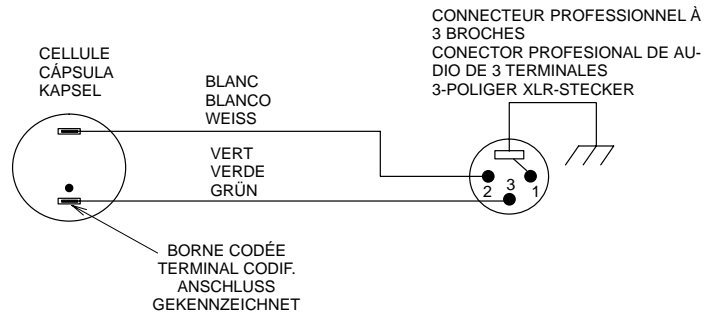 CONNECTEUR PROFESSIONNEL À
3 BROCHES
CONECTOR PROFESIONAL DE AU-
DIO DE 3 TERMINALES
3-POLIGER XLR-STECKER
CELLULE
CÁPSULA
KAPSEL
BLANC
BLANCO
WEISS
VERT
VERDE
GRÜN
2
3
1
BORNE CODÉE
TERMINAL CODIF.
ANSCHLUSS
GEKENNZEICHNET